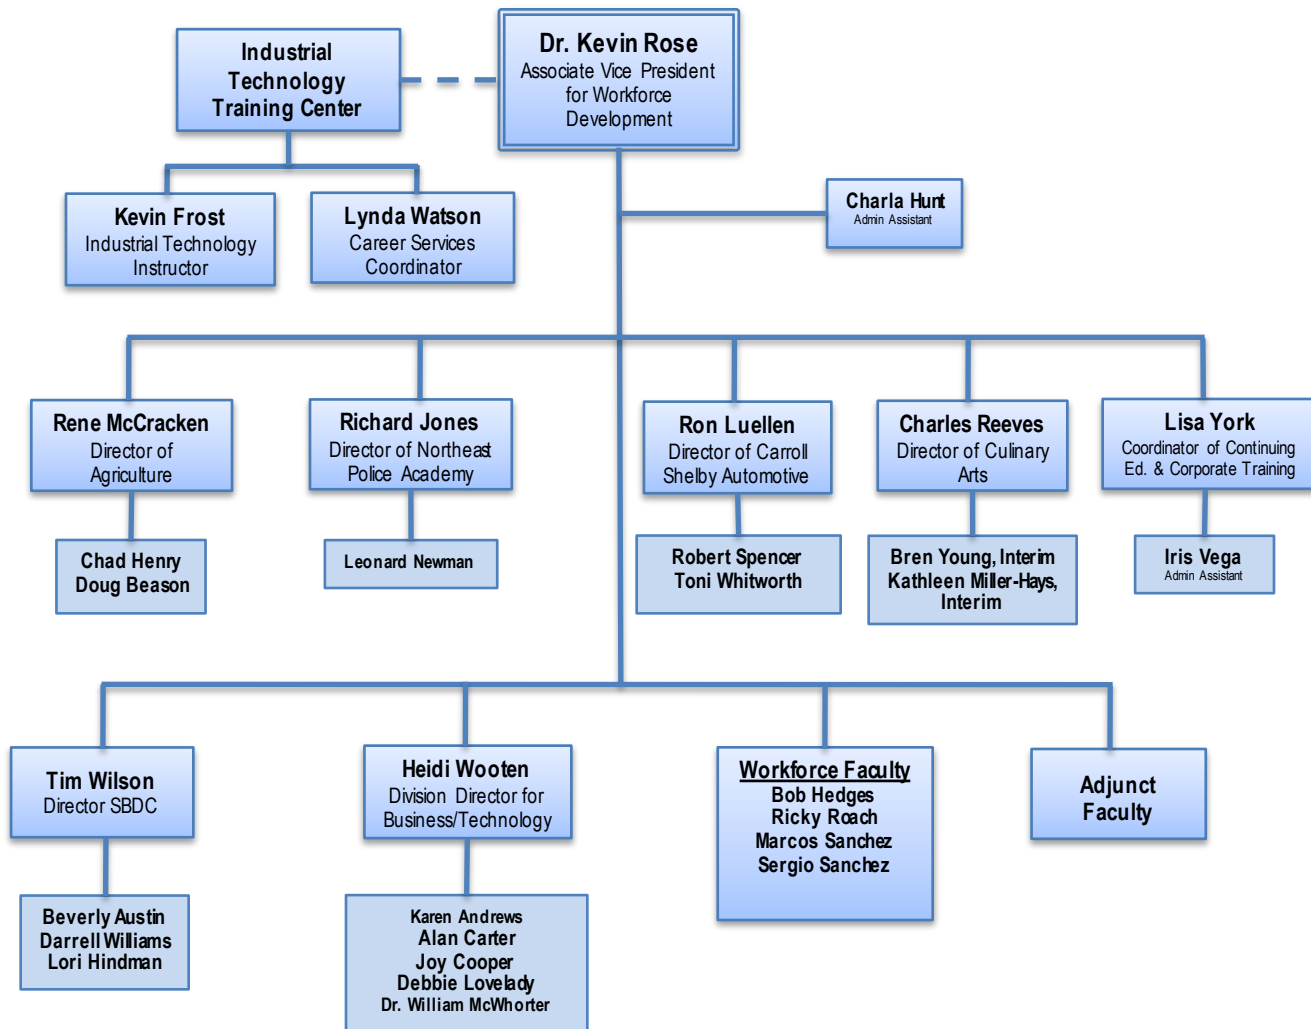 Industrial
Technology
Training Center
Dr. Kevin Rose
Associate Vice President
for Workforce
Development
Kevin Frost
Industrial Technology
Instructor
Lynda Watson
Career Services
Coordinator
Charla Hunt
Admin Assistant
Rene McCracken
Director of
Agriculture
Richard Jones
Director of Northeast
Police Academy
Ron Luellen
Director of Carroll
Shelby Automotive
Charles Reeves
Director of Culinary
Arts
Lisa York
Coordinator of Continuing
Ed. & Corporate Training
Chad Henry
Doug Beason
Leonard Newman
Robert Spencer
Toni Whitworth
Bren Young, Interim
Kathleen Miller-Hays,
Interim
Iris Vega
Admin Assistant
Tim Wilson
Director SBDC
Heidi Wooten
Division Director for
Business/Technology
Workforce Faculty
Bob Hedges
Ricky Roach
Marcos Sanchez
Sergio Sanchez
Adjunct
Faculty
Beverly Austin
Darrell Williams
Lori Hindman
Karen Andrews
Alan Carter
Joy Cooper
Debbie Lovelady
Dr. William McWhorter